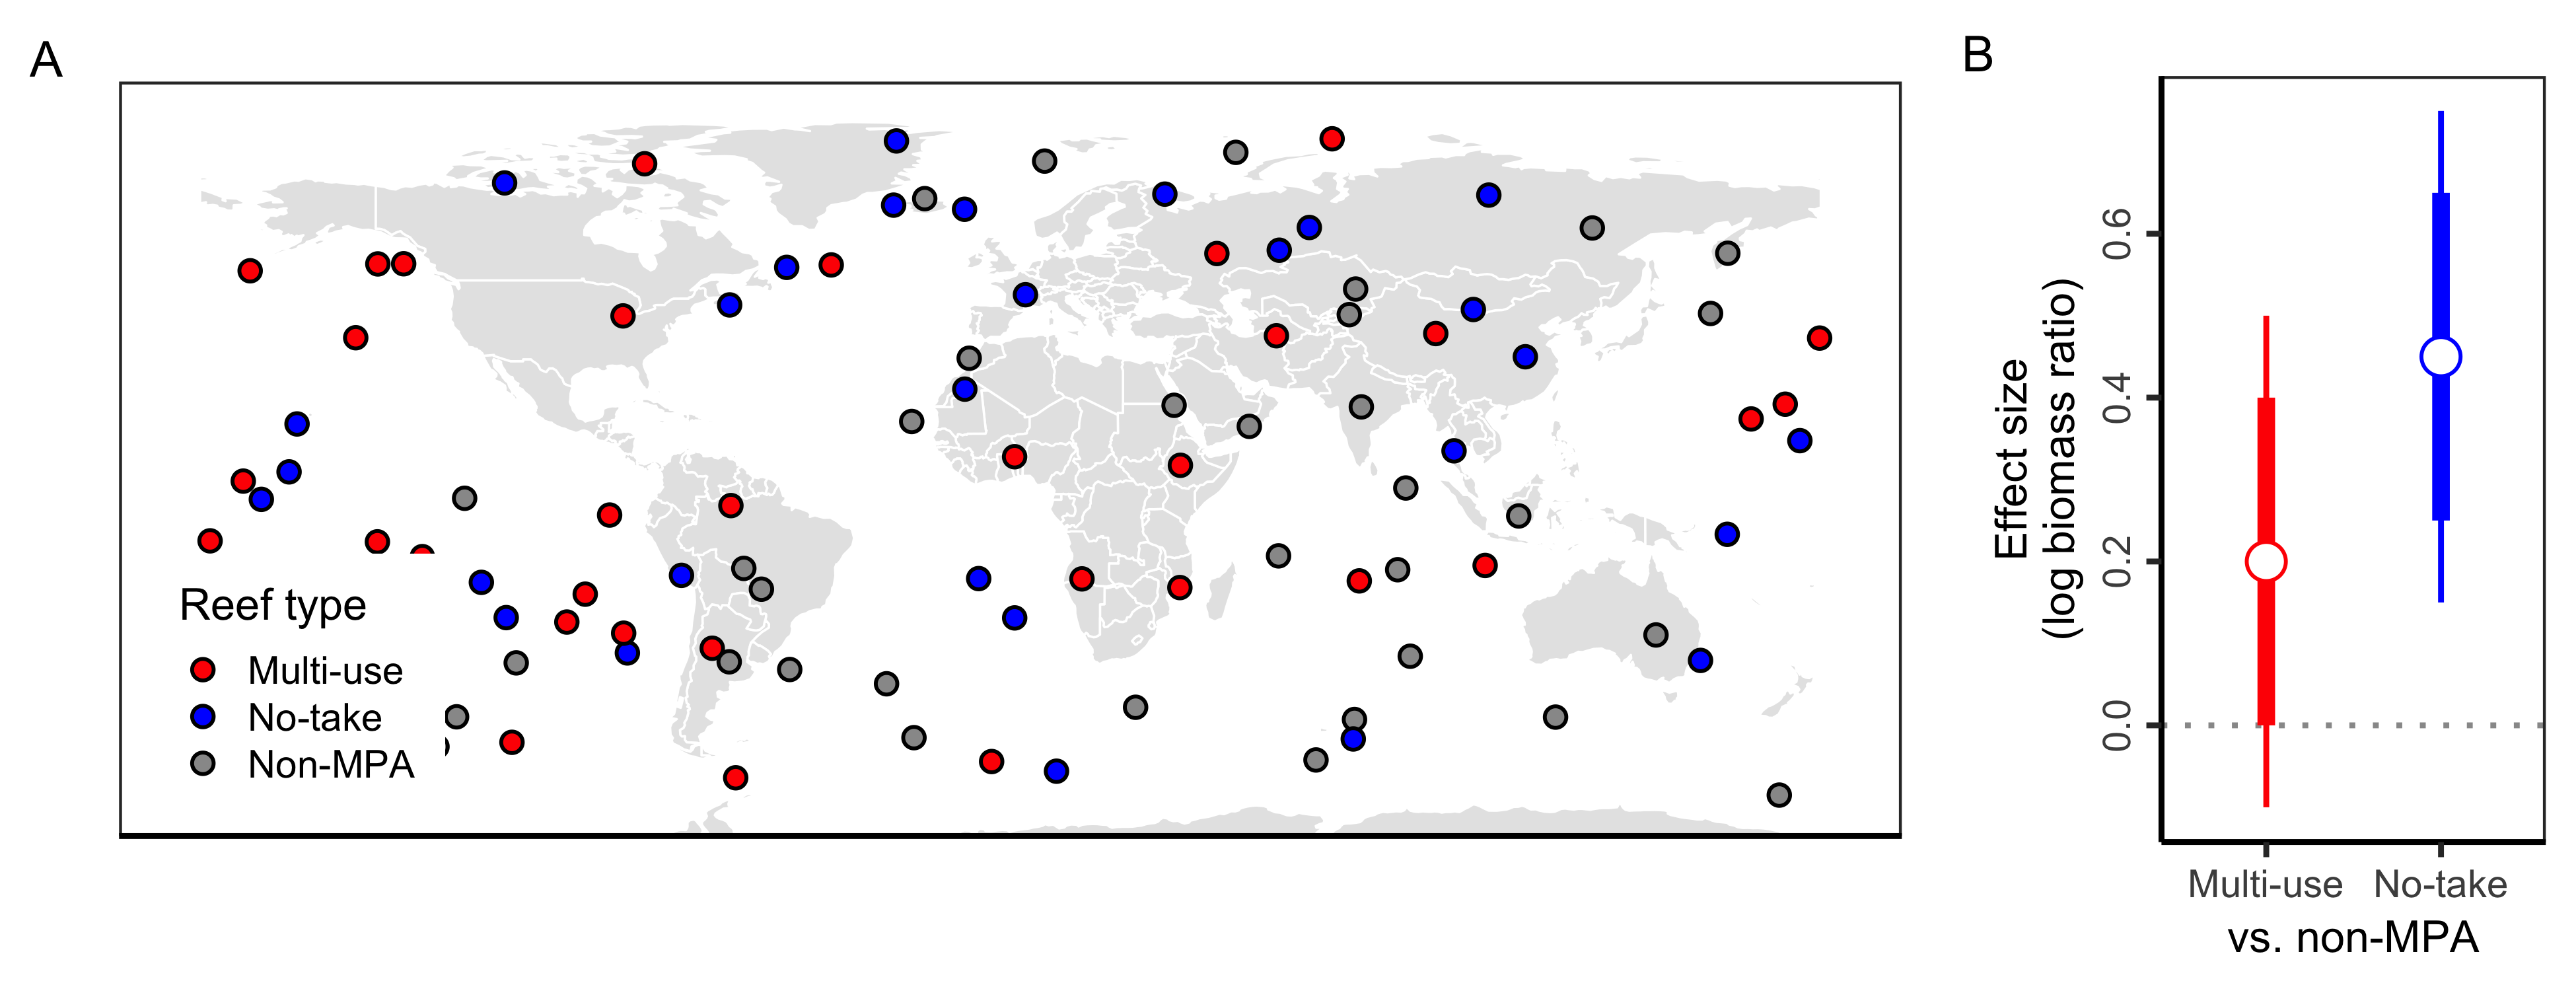 A
Reef type
Multi-use
No-take
Non-MPA
B
Effect size
(log biomass ratio)
0.6
0.4
0.2
0.0
Multi-use
No-take
vs. non-MPA